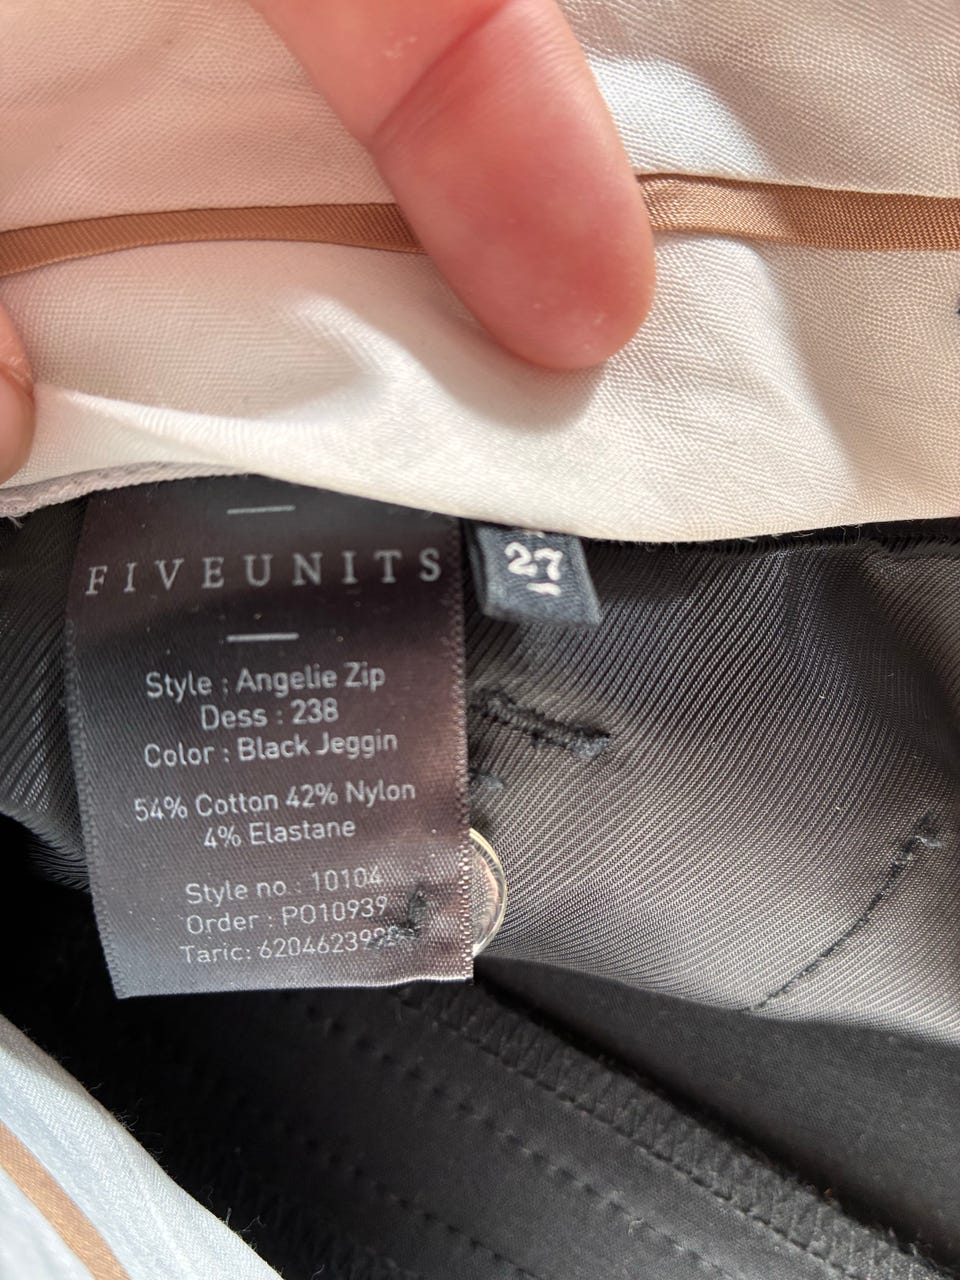 FIVEUNITS
27
Style : Angelie Zip
Dess : 238
Color : Black Jeggin
54% Cotton 42% Nylon
4% Elastane
Style no : 10104
Order : PO10939
Taric: